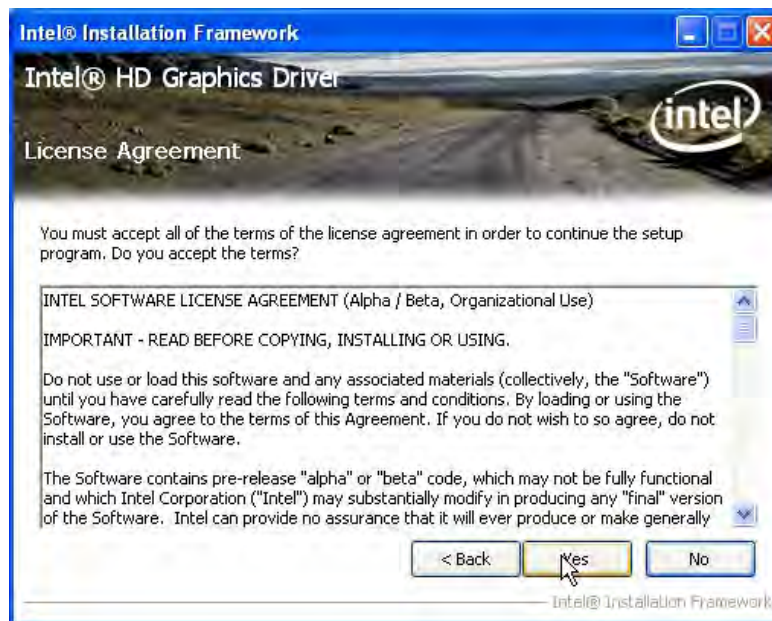 Intel® Installation Framework
Intel® HD Graphics Driver
intel
License Agreement
You must accept all of the terms of the license agreement in order to continue the setup
program. Do you accept the terms?
INTEL SOFTWARE LICENSE AGREEMENT (Alpha / Beta, Organizational Use)
IMPORTANT - READ BEFORE COPYING, INSTALLING OR USING.
Do not use or load this software and any associated materials (collectively, the "Software")
until you have carefully read the following terms and conditions. By loading or using the
Software, you agree to the terms of this Agreement. If you do not wish to so agree, do not
install or use the Software.
The Software contains pre-release "alpha" or "beta" code, which may not be fully functional
and which Intel Corporation ("Intel") may substantially modify in producing any "final" version
of the Software. Intel can provide no assurance that it will ever produce or make generally
< Back Yes No
Intel® Installation Framework